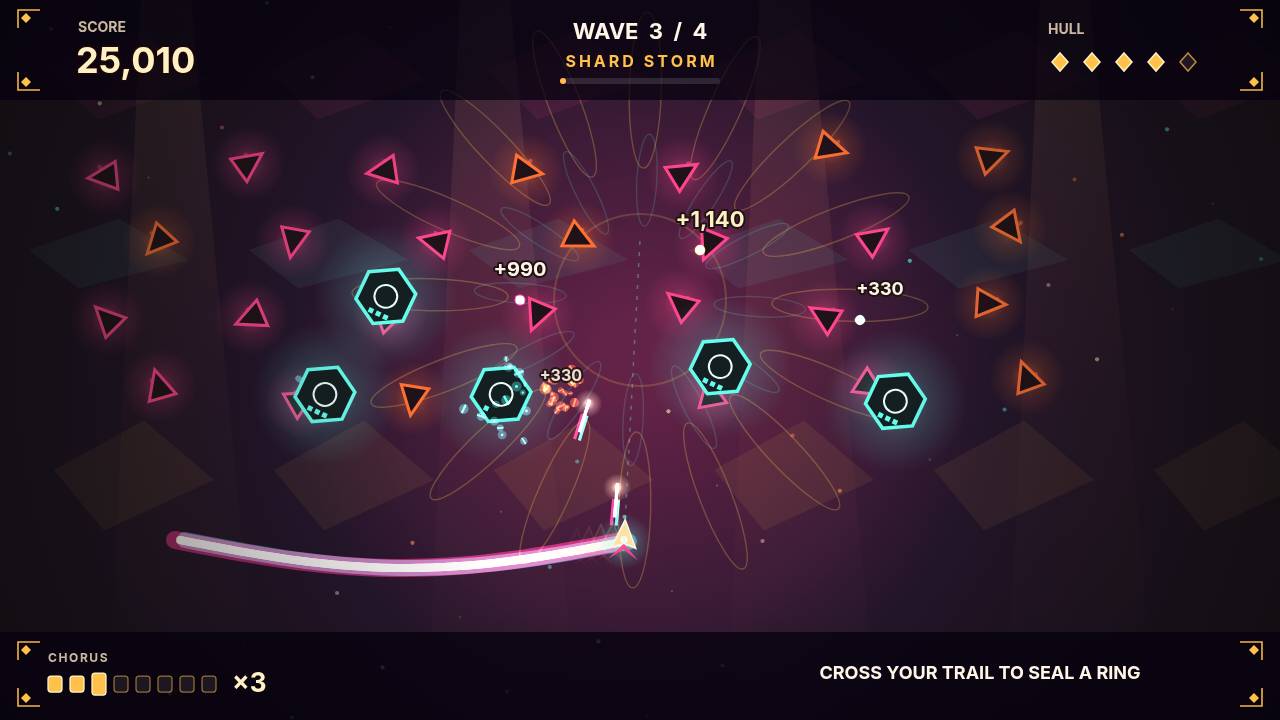 SCORE
25,010
WAVE 3 / 4
SHARD STORM
HULL
+1,140
+990
+330
+330
CHORUS
×3
CROSS YOUR TRAIL TO SEAL A RING